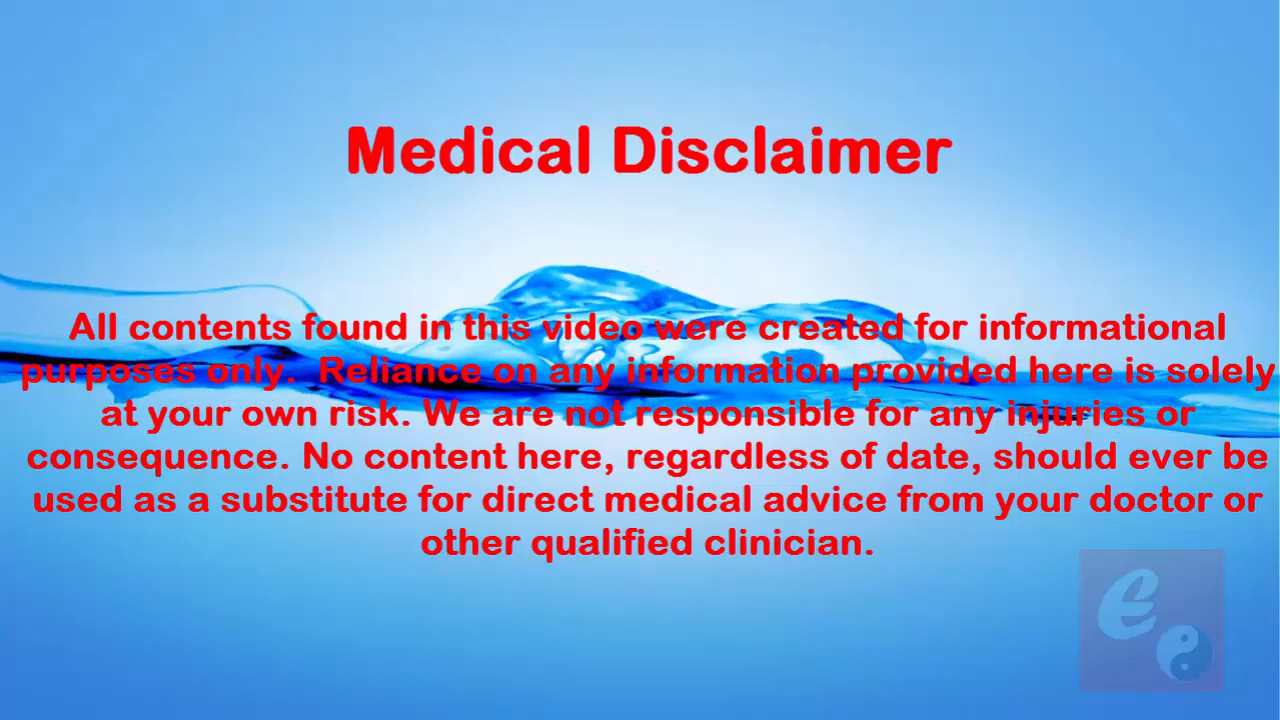 Medical Disclaimer
All contents found in this video were created for informational
purposes only.  Reliance on any information provided here is solely
at your own risk. We are not responsible for any injuries or
consequence. No content here, regardless of date, should ever be
used as a substitute for direct medical advice from your doctor or
other qualified clinician.
e